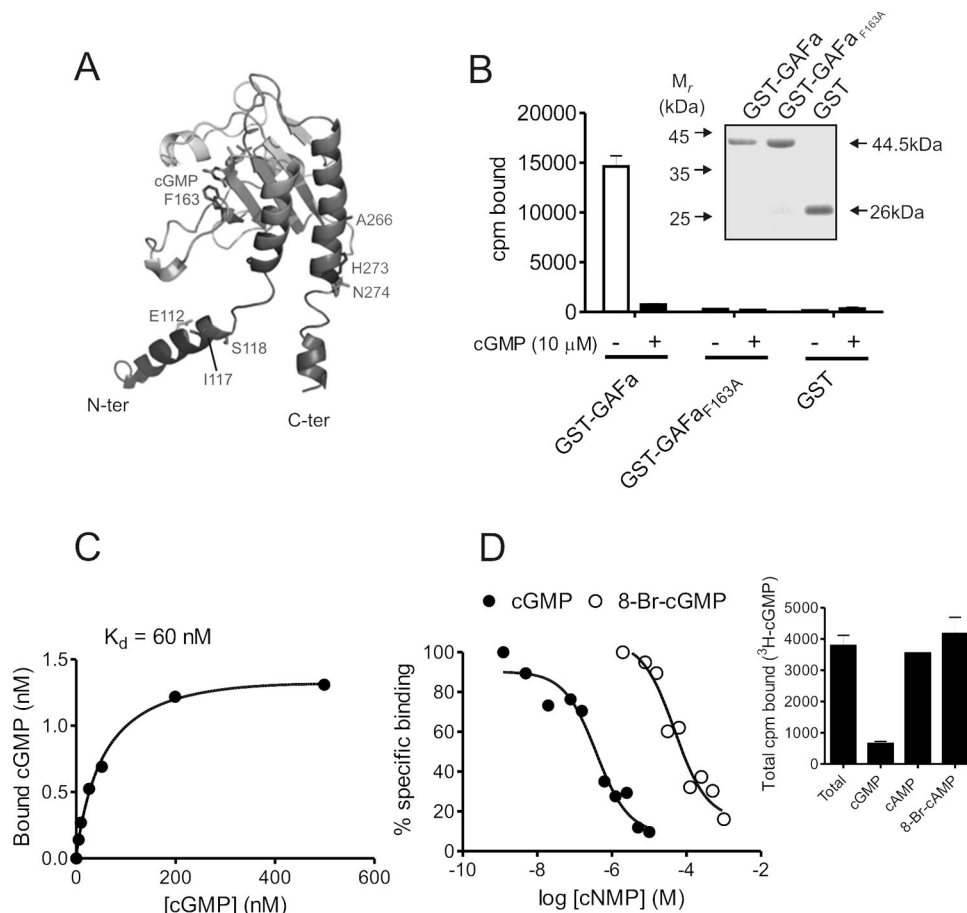 A
cGMP
F163
A266
H273
N274
E112
S118
I117
N-ter
C-ter
B
GST-GAFa
GST-GAFa F163A
GST
Mr
(kDa)
45
35
25
44.5kDa
26kDa
20000
15000
10000
5000
0
cpm bound
cGMP (10 μM)
- + - + - +
GST-GAFa
GST-GAFaF163A
GST
C
Kd = 60 nM
1.5
1.0
0.5
0.0
Bound cGMP (nM)
0 200 400 600
[cGMP] (nM)
D
cGMP 8-Br-cGMP
100
80
60
40
20
0
% specific binding
-10 -8 -6 -4 -2
log [cNMP] (M)
5000
4000
3000
2000
1000
0
Total cpm bound (3H-cGMP)
Total
cGMP
cAMP
8-Br-cAMP